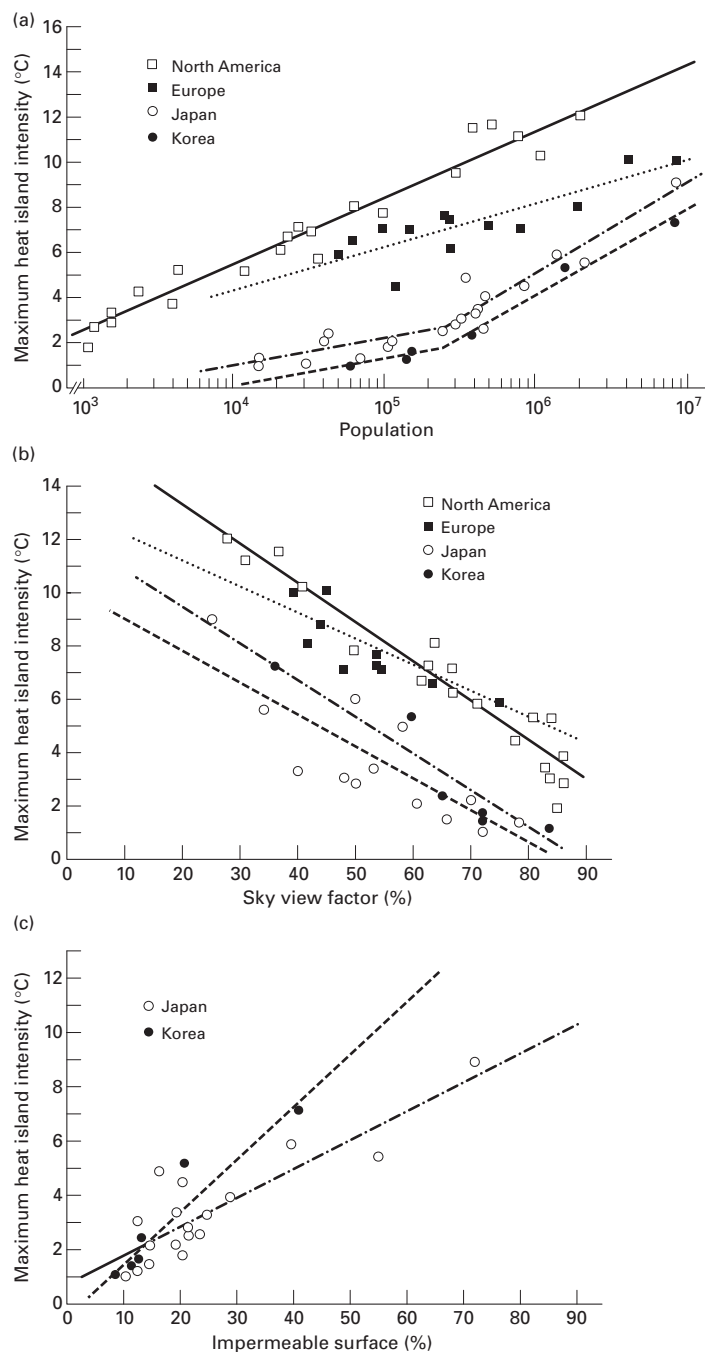 (a)
16
14
12
10
8
6
4
2
0
Maximum heat island intensity (°C)
North America
Europe
Japan
Korea
10³ 10⁴ 10⁵ 10⁶ 10⁷
Population
(b)
14
12
10
8
6
4
2
0
Maximum heat island intensity (°C)
North America
Europe
Japan
Korea
0 10 20 30 40 50 60 70 80 90
Sky view factor (%)
(c)
12
10
8
6
4
2
0
Maximum heat island intensity (°C)
Japan
Korea
0 10 20 30 40 50 60 70 80 90
Impermeable surface (%)